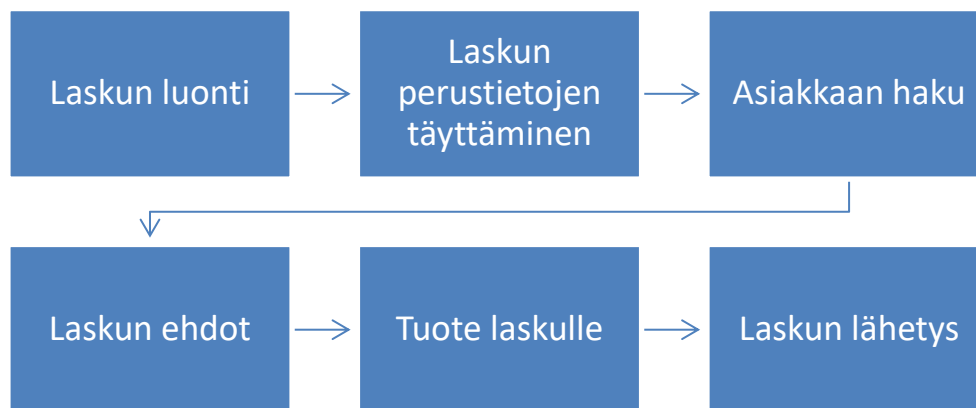 Laskun luonti
Laskun
perustietojen
täyttäminen
Asiakkaan haku
Laskun ehdot
Tuote laskulle
Laskun lähetys